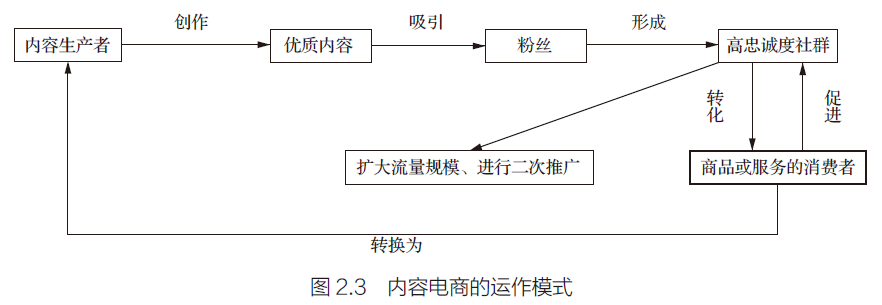 创作
吸引
形成
内容生产者
优质内容
粉丝
高忠诚度社群
转化
促进
扩大流量规模、进行二次推广
商品或服务的消费者
转换为
图 2.3 内容电商的运作模式